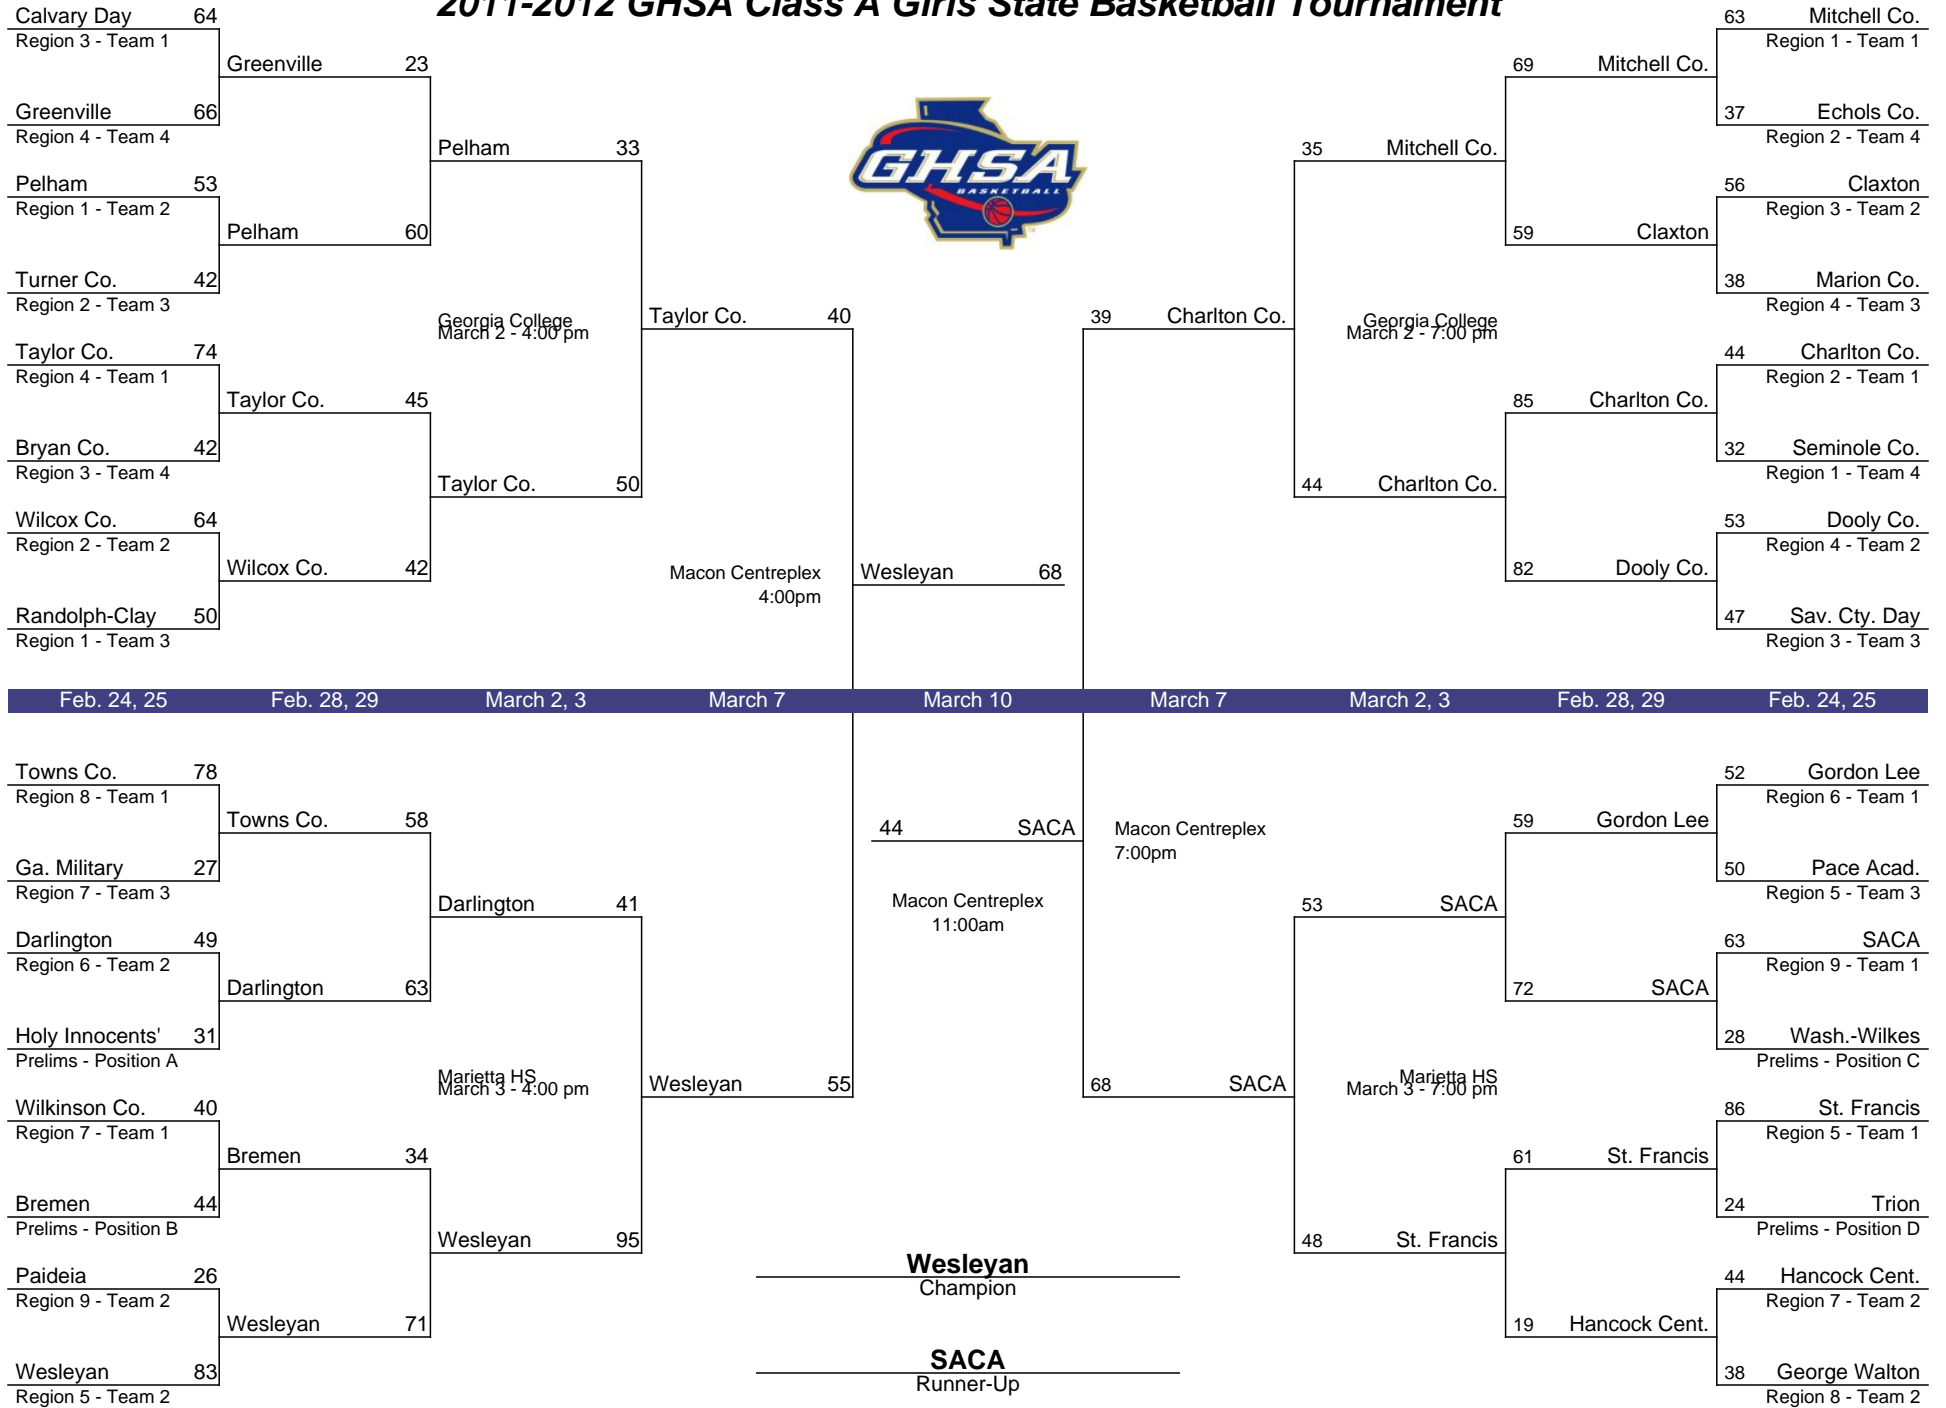 2011-2012 GHSA Class A Girls State Basketball Tournament
Calvary Day 64
Region 3 - Team 1
Greenville 23
Greenville 66
Region 4 - Team 4
Pelham 33
Pelham 53
Region 1 - Team 2
Pelham 60
Turner Co. 42
Region 2 - Team 3
Georgia College
March 2 - 4:00 pm
Taylor Co. 40
Taylor Co. 74
Region 4 - Team 1
Taylor Co. 45
Bryan Co. 42
Region 3 - Team 4
Taylor Co. 50
Wilcox Co. 64
Region 2 - Team 2
Wilcox Co. 42
Randolph-Clay 50
Region 1 - Team 3
Macon Centreplex
4:00pm
Wesleyan 68
GHSA
BASKETBALL
TM
63 Mitchell Co.
Region 1 - Team 1
69 Mitchell Co.
37 Echols Co.
Region 2 - Team 4
35 Mitchell Co.
56 Claxton
Region 3 - Team 2
59 Claxton
38 Marion Co.
Region 4 - Team 3
39 Charlton Co.
Georgia College
March 2 - 7:00 pm
44 Charlton Co.
Region 2 - Team 1
85 Charlton Co.
32 Seminole Co.
Region 1 - Team 4
44 Charlton Co.
53 Dooly Co.
Region 4 - Team 2
82 Dooly Co.
47 Sav. Cty. Day
Region 3 - Team 3
Feb. 24, 25 Feb. 28, 29 March 2, 3 March 7 March 10 March 7 March 2, 3 Feb. 28, 29 Feb. 24, 25
Towns Co. 78
Region 8 - Team 1
Towns Co. 58
Ga. Military 27
Region 7 - Team 3
Darlington 41
Darlington 49
Region 6 - Team 2
Darlington 63
Holy Innocents' 31
Prelims - Position A
Marietta HS
March 3 - 4:00 pm
Wesleyan 55
Wilkinson Co. 40
Region 7 - Team 1
Bremen 34
Bremen 44
Prelims - Position B
Wesleyan 95
Paideia 26
Region 9 - Team 2
Wesleyan 71
Wesleyan 83
Region 5 - Team 2
44 SACA
Macon Centreplex
11:00am
Macon Centreplex
7:00pm
52 Gordon Lee
Region 6 - Team 1
59 Gordon Lee
50 Pace Acad.
Region 5 - Team 3
53 SACA
63 SACA
Region 9 - Team 1
72 SACA
28 Wash.-Wilkes
Prelims - Position C
68 SACA
Marietta HS
March 3 - 7:00 pm
86 St. Francis
Region 5 - Team 1
61 St. Francis
24 Trion
Prelims - Position D
48 St. Francis
44 Hancock Cent.
Region 7 - Team 2
19 Hancock Cent.
38 George Walton
Region 8 - Team 2
Wesleyan
Champion
SACA
Runner-Up